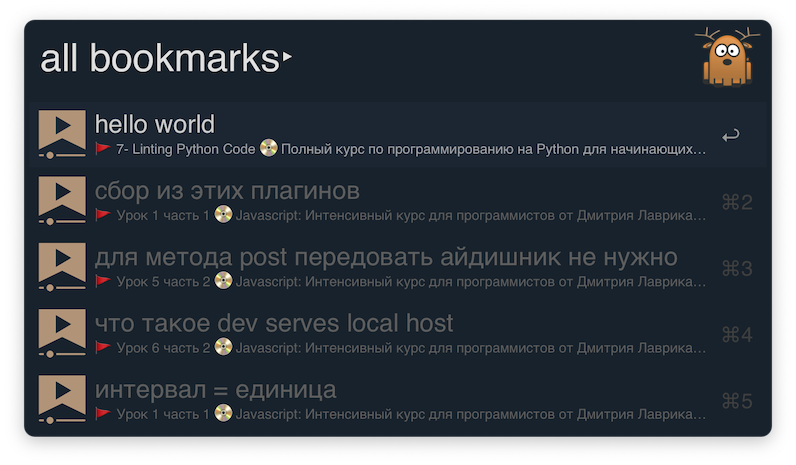 all bookmarks
hello world
7- Linting Python Code 📀 Полный курс по программированию на Python для начинающих...
сбор из этих плагинов
Урок 1 часть 1 📀 Javascript: Интенсивный курс для программистов от Дмитрия Лаврика...
⌘2
для метода post передовать айдишник не нужно
Урок 5 часть 2 📀 Javascript: Интенсивный курс для программистов от Дмитрия Лаврика...
⌘3
что такое dev serves local host
Урок 6 часть 2 📀 Javascript: Интенсивный курс для программистов от Дмитрия Лаврика...
⌘4
интервал = единица
Урок 1 часть 1 📀 Javascript: Интенсивный курс для программистов от Дмитрия Лаврика...
⌘5